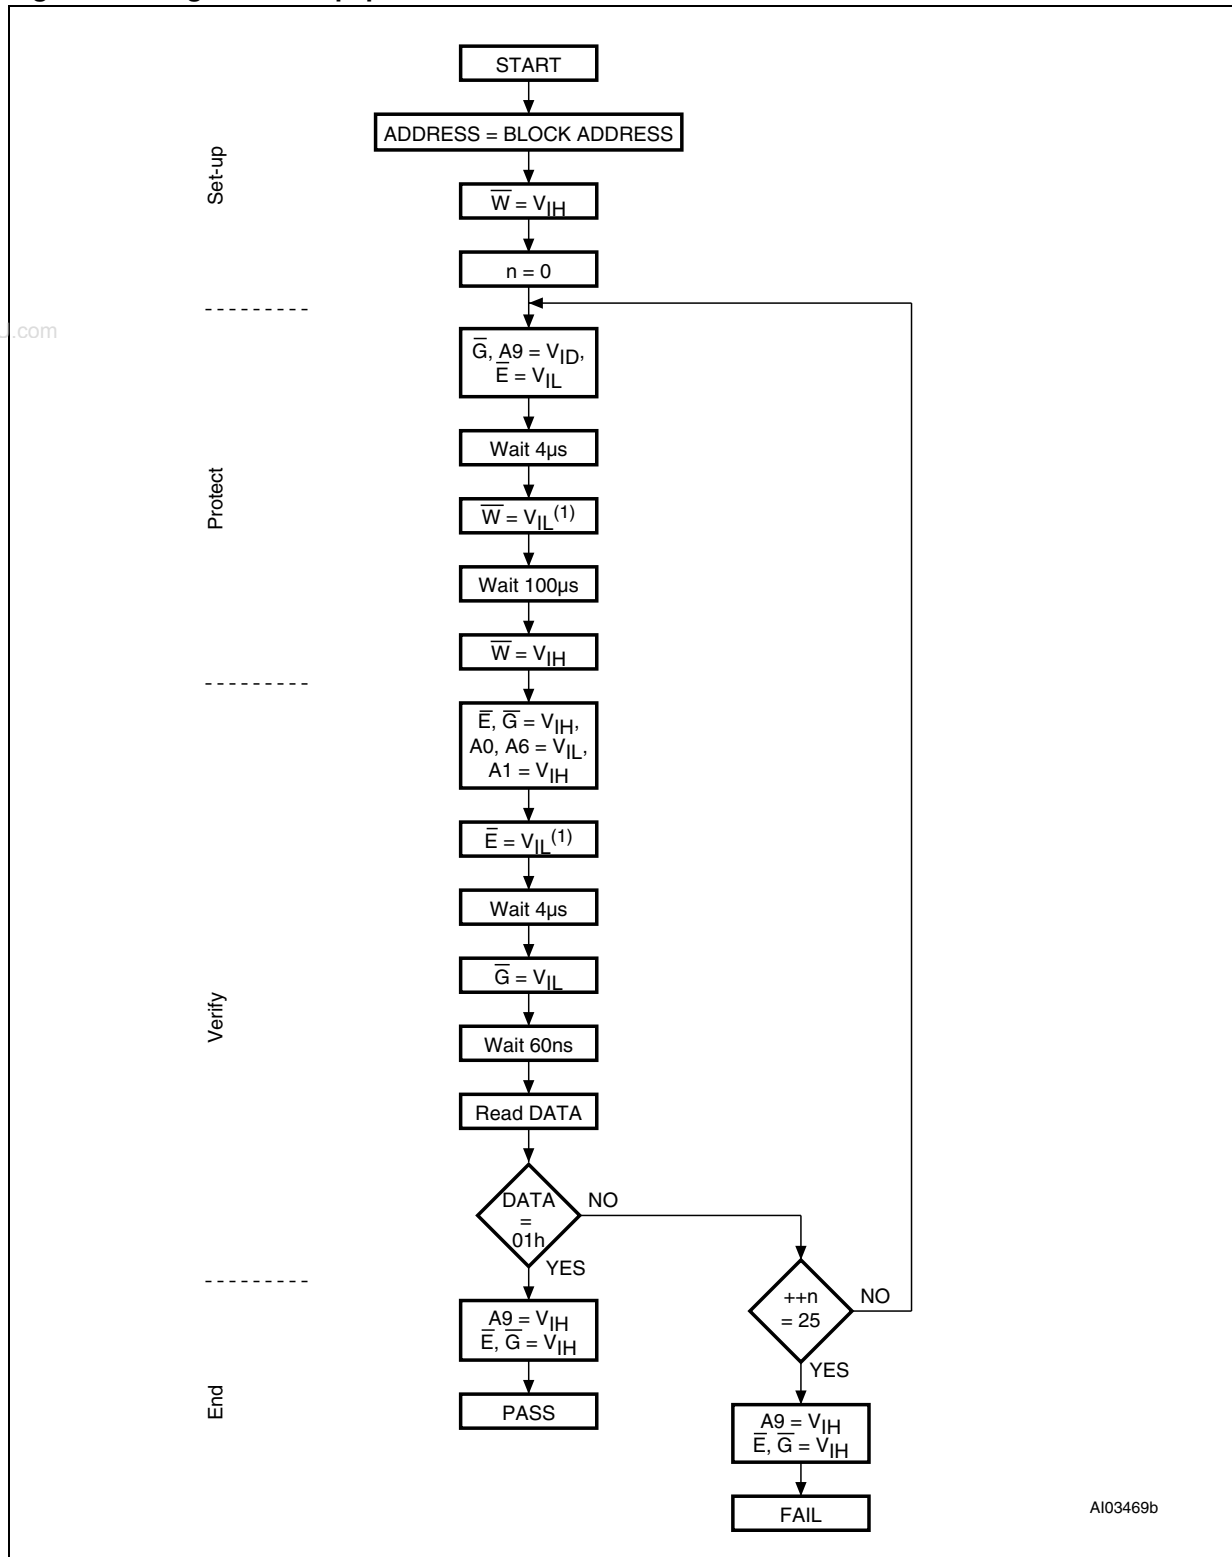 START
ADDRESS = BLOCK ADDRESS
Set-up
W̅ = VIH
n = 0
J.com
G̅, A9 = VID,
E̅ = VIL
Wait 4µs
Protect
W̅ = VIL(1)
Wait 100µs
W̅ = VIH
E̅, G̅ = VIH,
A0, A6 = VIL,
A1 = VIH
E̅ = VIL(1)
Wait 4µs
G̅ = VIL
Verify
Wait 60ns
Read DATA
DATA
=
01h
NO
YES
++n
= 25
NO
YES
A9 = VIH
E̅, G̅ = VIH
End
PASS
A9 = VIH
E̅, G̅ = VIH
FAIL
AI03469b